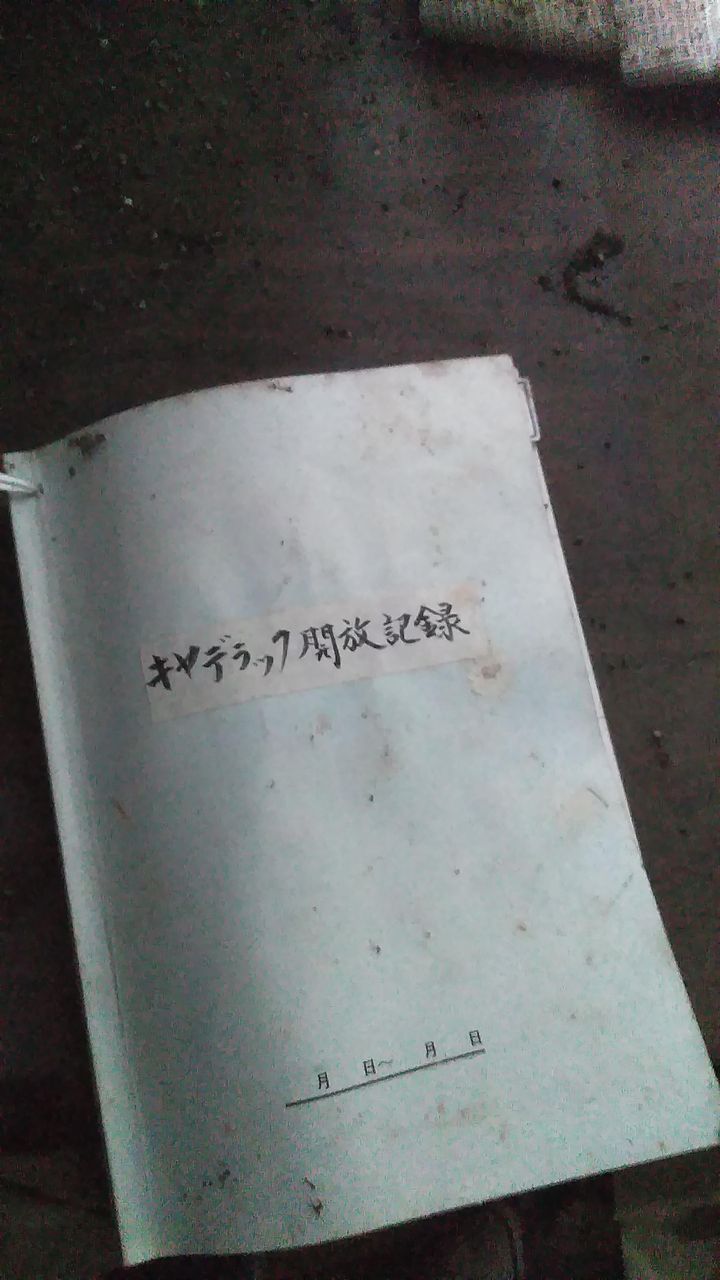 キャデラック開放記録
月 日～ 月 日